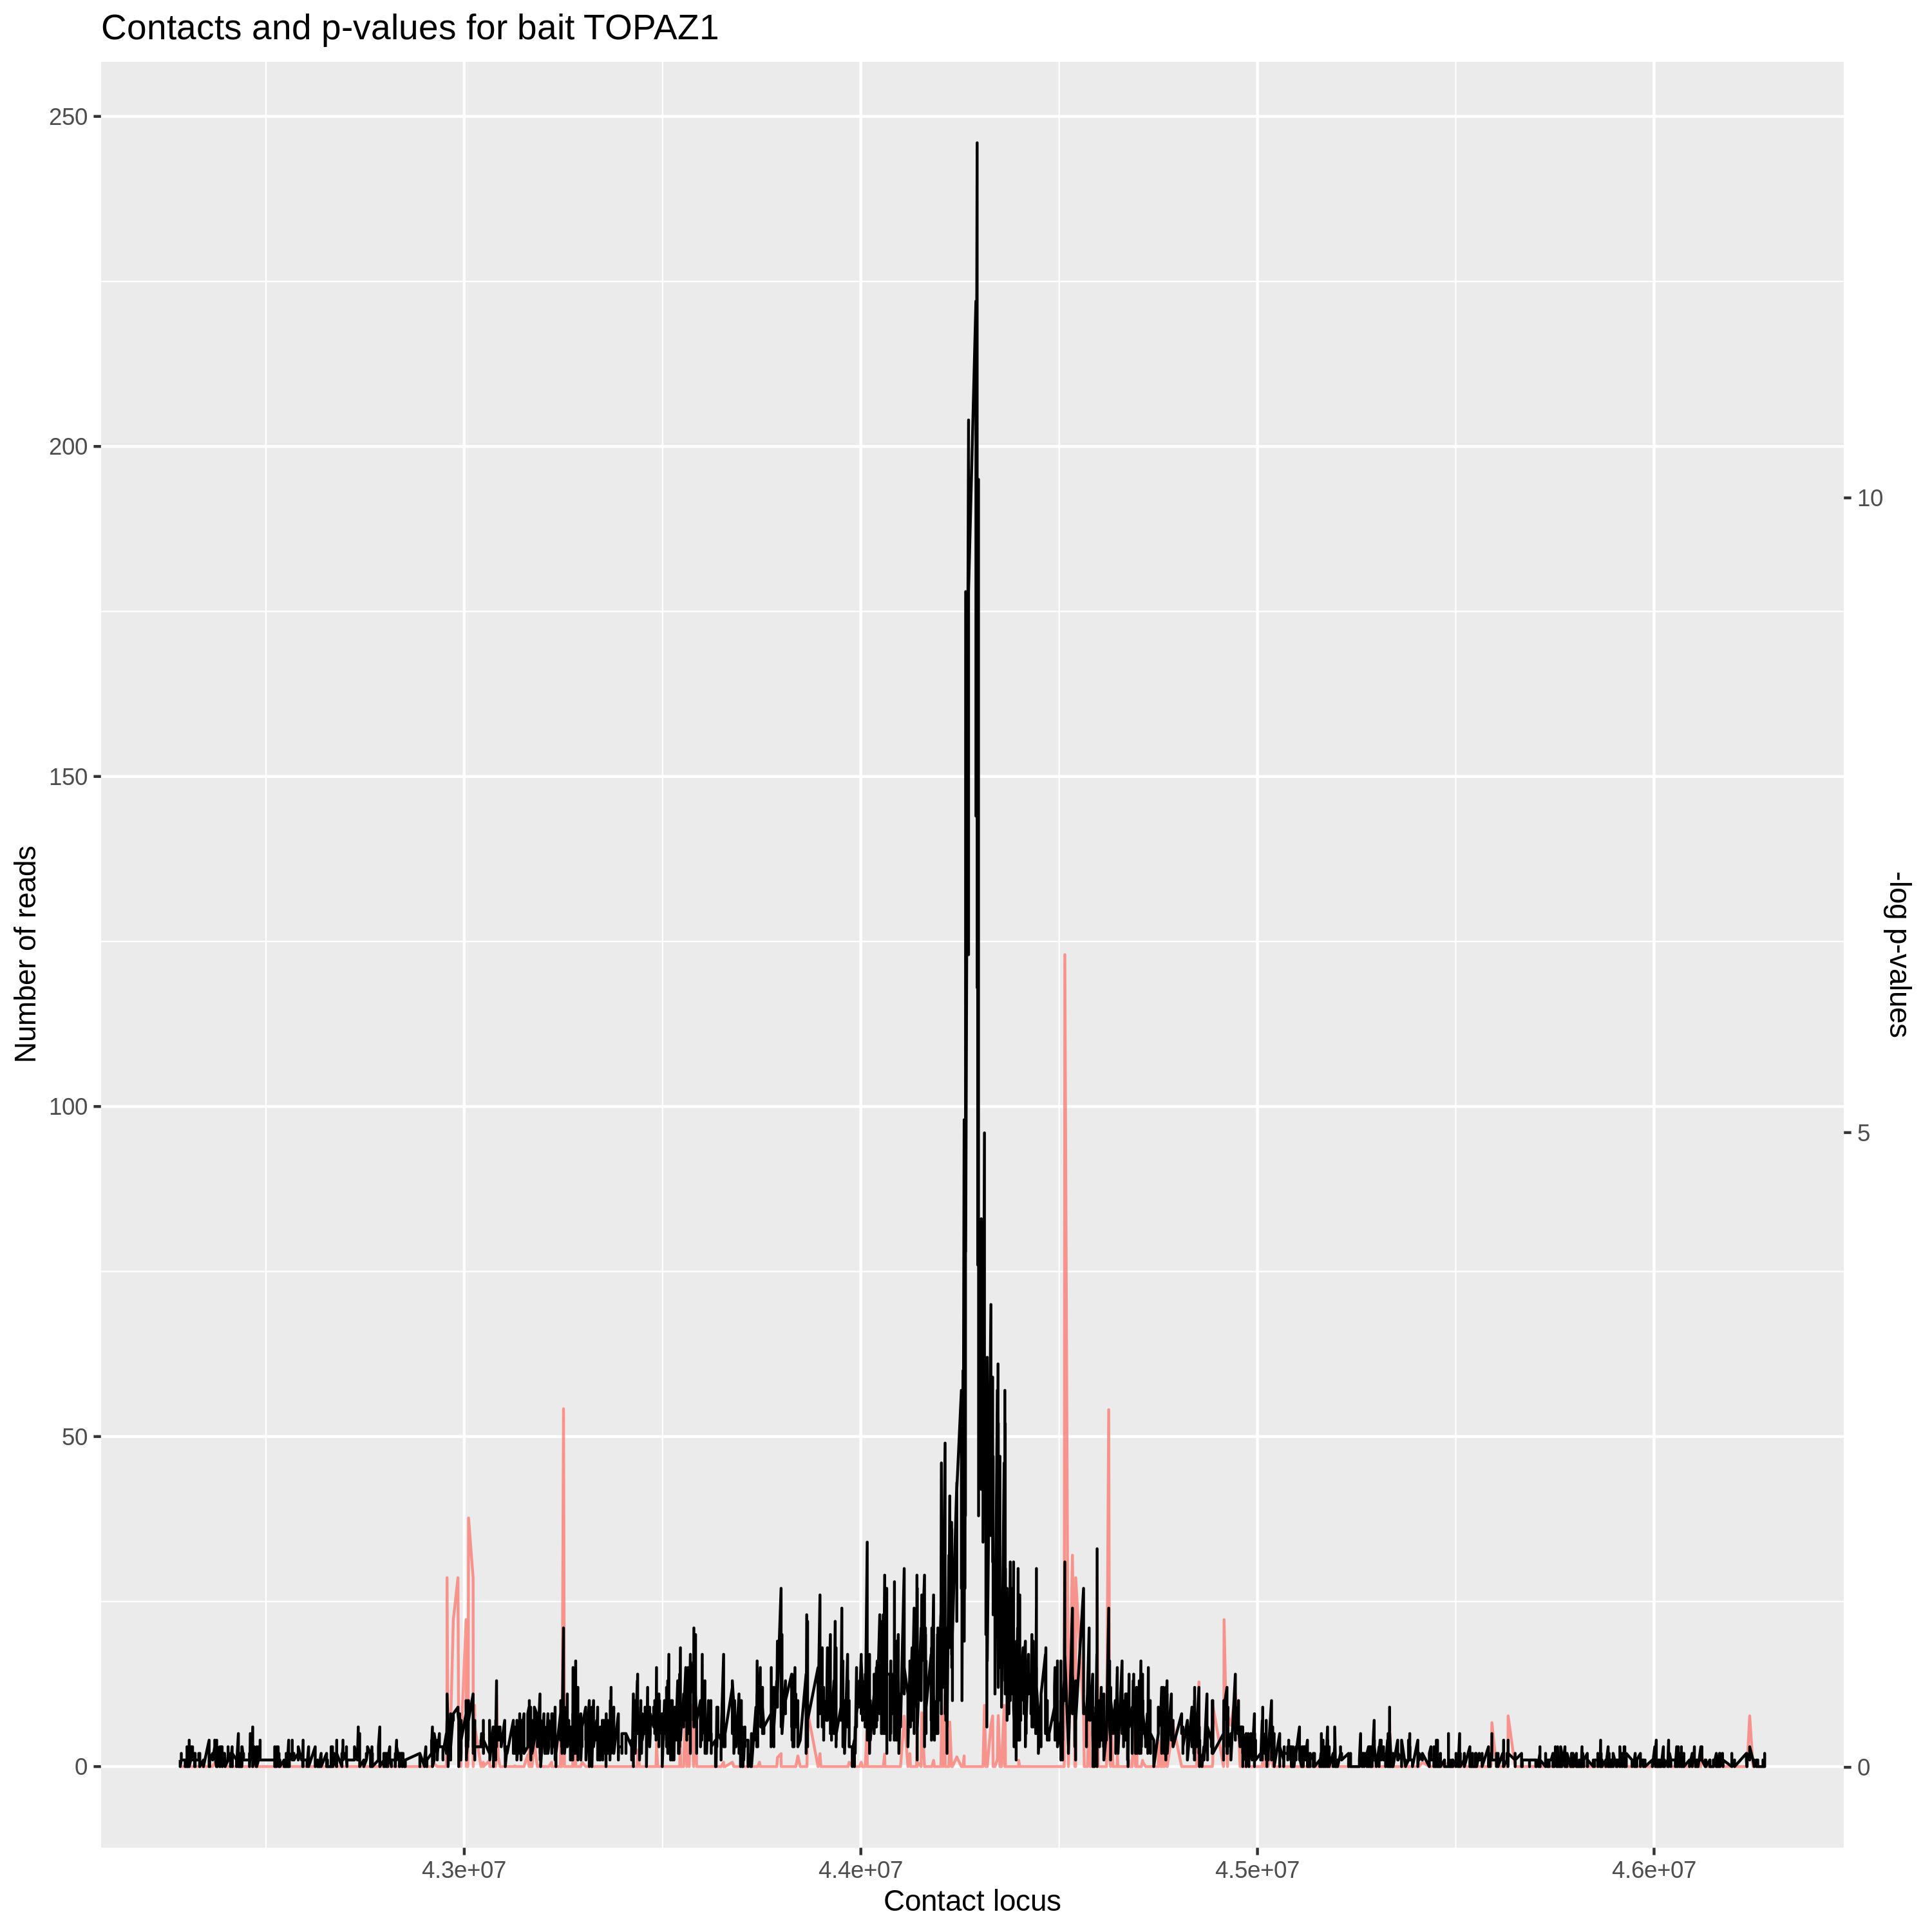 Contacts and p-values for bait TOPAZ1
250
200
150
100
50
0
Number of reads
10
5
0
-log p-values
4.3e+07
4.4e+07
4.5e+07
4.6e+07
Contact locus